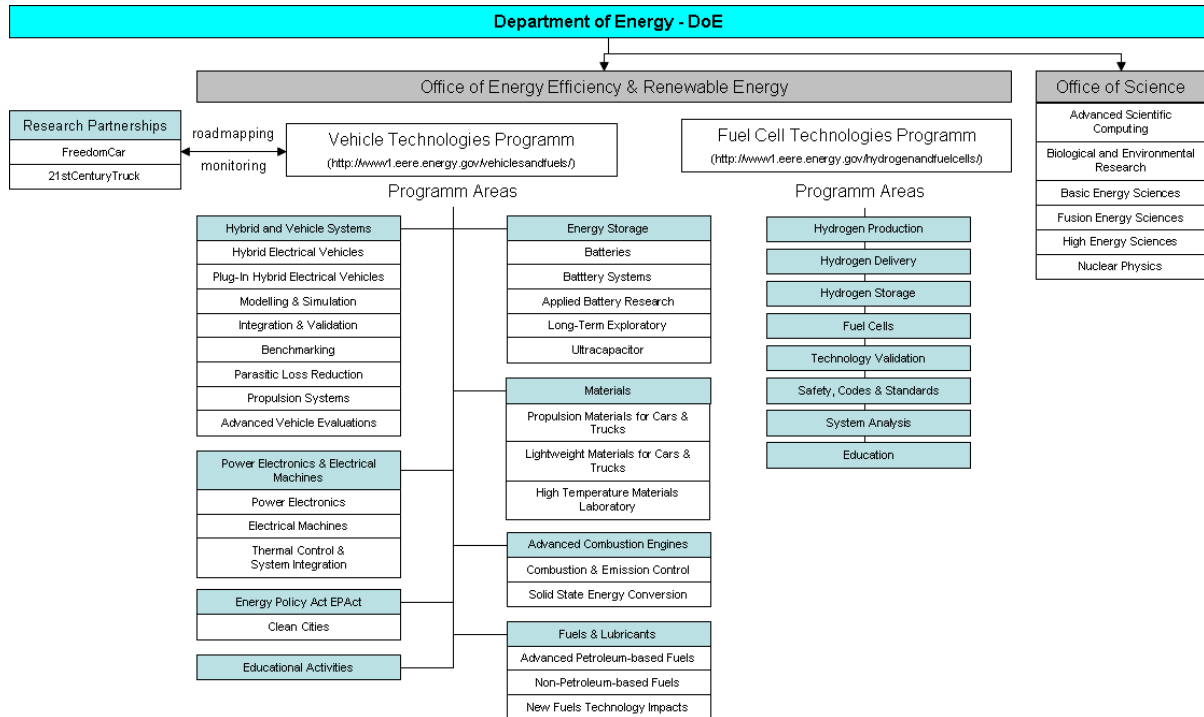 Department of Energy - DoE
Office of Energy Efficiency & Renewable Energy
Office of Science
Research Partnerships
FreedomCar
21stCenturyTruck
roadmapping
monitoring
Vehicle Technologies Programm
(http://www1.eere.energy.gov/vehiclesandfuels/)
Fuel Cell Technologies Programm
(http://www1.eere.energy.gov/hydrogenandfuelcells/)
Advanced Scientific
Computing
Biological and Environmental
Research
Basic Energy Sciences
Fusion Energy Sciences
High Energy Sciences
Nuclear Physics
Programm Areas
Hybrid and Vehicle Systems
Hybrid Electrical Vehicles
Plug-In Hybrid Electrical Vehicles
Modelling & Simulation
Integration & Validation
Benchmarking
Parasitic Loss Reduction
Propulsion Systems
Advanced Vehicle Evaluations
Power Electronics & Electrical
Machines
Power Electronics
Electrical Machines
Thermal Control &
System Integration
Energy Policy Act EPAct
Clean Cities
Educational Activities
Energy Storage
Batteries
Batttery Systems
Applied Battery Research
Long-Term Exploratory
Ultracapacitor
Materials
Propulsion Materials for Cars &
Trucks
Lightweight Materials for Cars &
Trucks
High Temperature Materials
Laboratory
Advanced Combustion Engines
Combustion & Emission Control
Solid State Energy Conversion
Fuels & Lubricants
Advanced Petroleum-based Fuels
Non-Petroleum-based Fuels
New Fuels Technology Impacts
Programm Areas
Hydrogen Production
Hydrogen Delivery
Hydrogen Storage
Fuel Cells
Technology Validation
Safety, Codes & Standards
System Analysis
Education